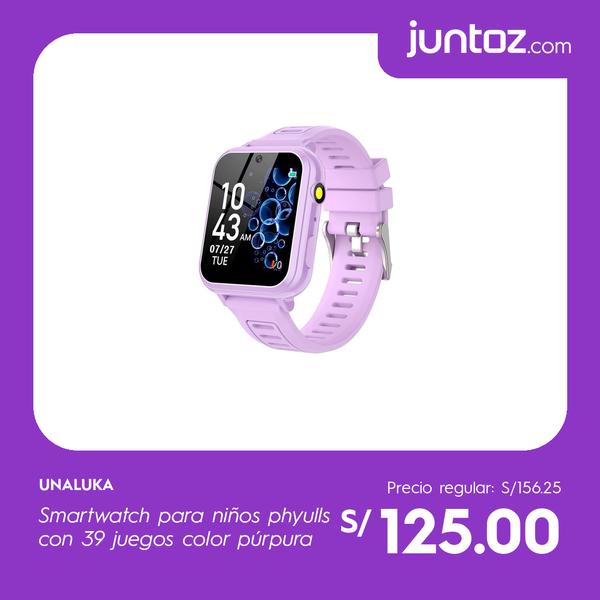 juntoz.com
10
43 AM
07/27
TUE
0
UNALUKA
Smartwatch para niños phyulls
con 39 juegos color púrpura
Precio regular: S/156.25
S/ 125.00